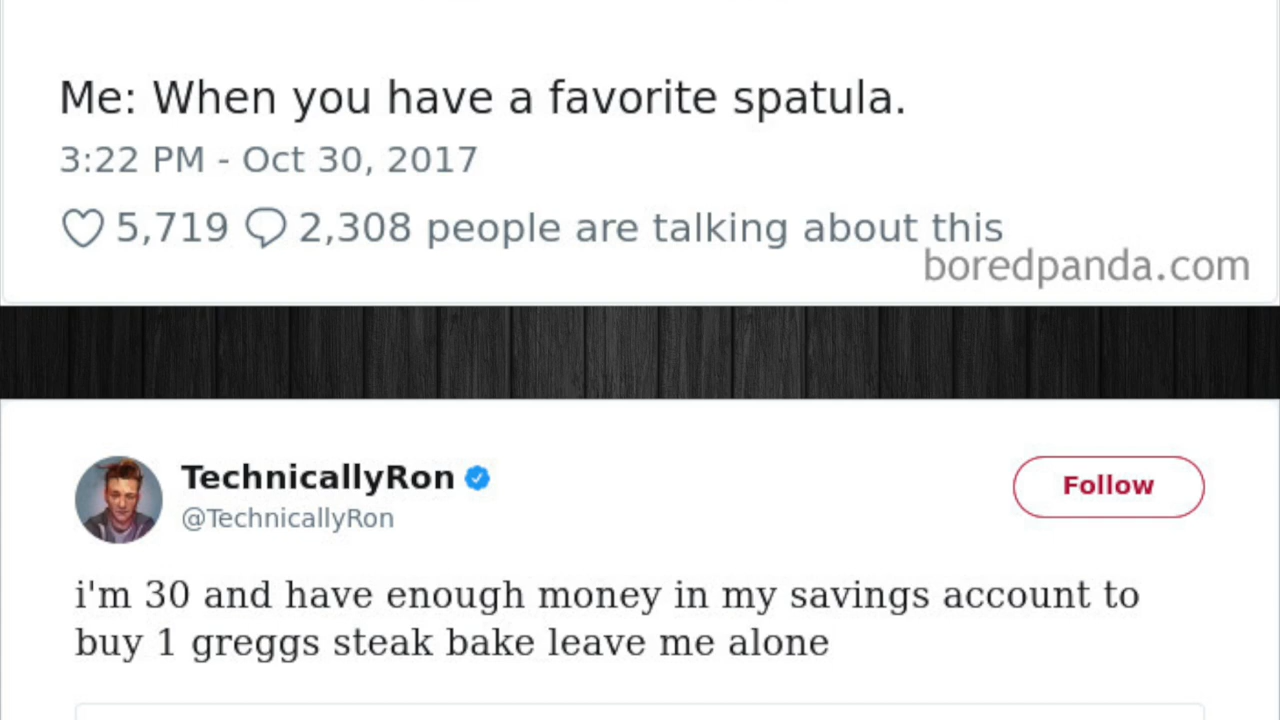 Me: When you have a favorite spatula.
3:22 PM - Oct 30, 2017
5,719 2,308 people are talking about this
boredpanda.com
TechnicallyRon
@TechnicallyRon
Follow
i'm 30 and have enough money in my savings account to
buy 1 greggs steak bake leave me alone